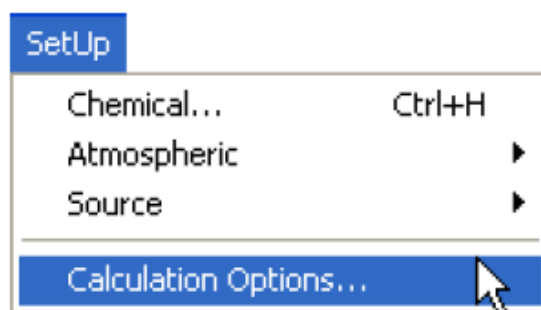 SetUp
Chemical... Ctrl+H
Atmospheric
Source
Calculation Options...